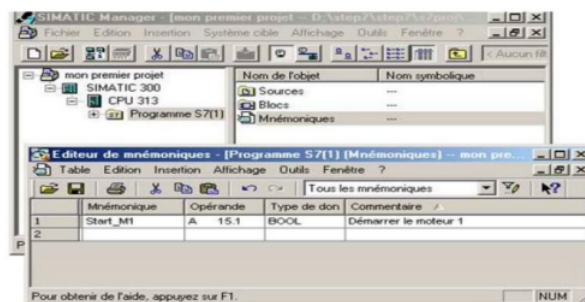 SIMATIC Manager - [mon premier projet -- D:\step7\step7\s7proj\...
Fichier Edition Insertion Système cible Affichage Outils Fenêtre ?
< Aucun filt
mon premier projet
SIMATIC 300
CPU 313
Programme S7(1)
Nom de l'objet Nom symbolique
Sources ---
Blocs ---
Mnémoniques ---
Editeur de mnémoniques - [Programme S7(1) (Mnémoniques) -- mon pre...
Table Edition Insertion Affichage Outils Fenêtre ?
Tous les mnémoniques
Mnémonique Opérande Type de don Commentaire
1 Start_M1 A 15.1 BOOL Démarrer le moteur 1
2
P
Pour obtenir de l'aide, appuyez sur F1. NUM